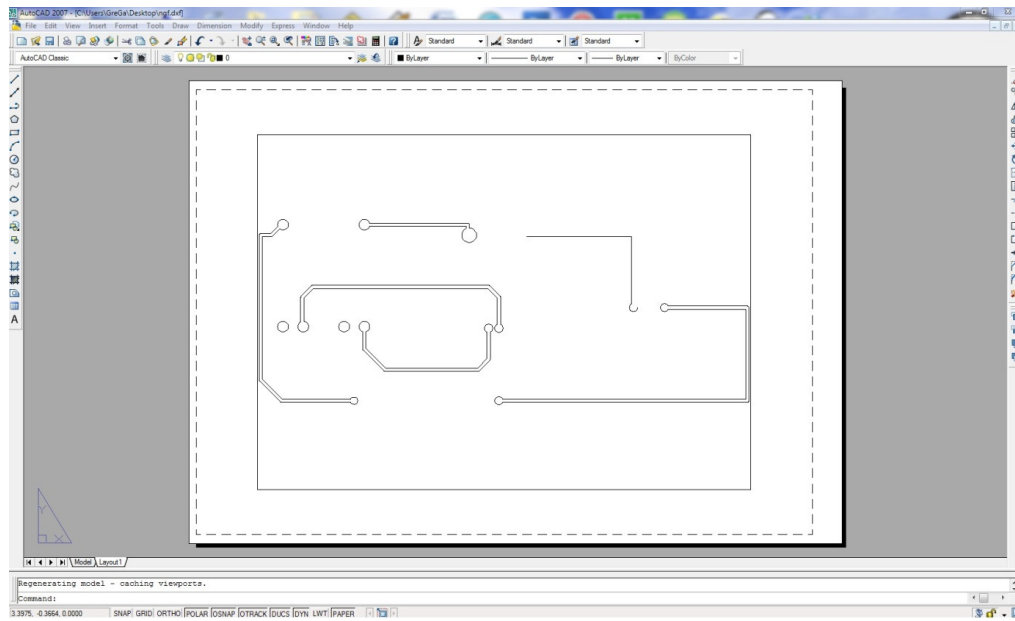 AutoCAD 2007 - [C:\Users\GreGa\Desktop\ngf.dxf]
File Edit View Insert Format Tools Draw Dimension Modify Express Window Help
Standard Standard Standard
AutoCAD Classic 0 ByLayer ByLayer ByLayer ByColor
A
Y
X
Model Layout1
Regenerating model - caching viewports.
Command:
3.3975, -0.3664, 0.0000 SNAP GRID ORTHO POLAR OSNAP OTRACK DUCS DYN LWT PAPER